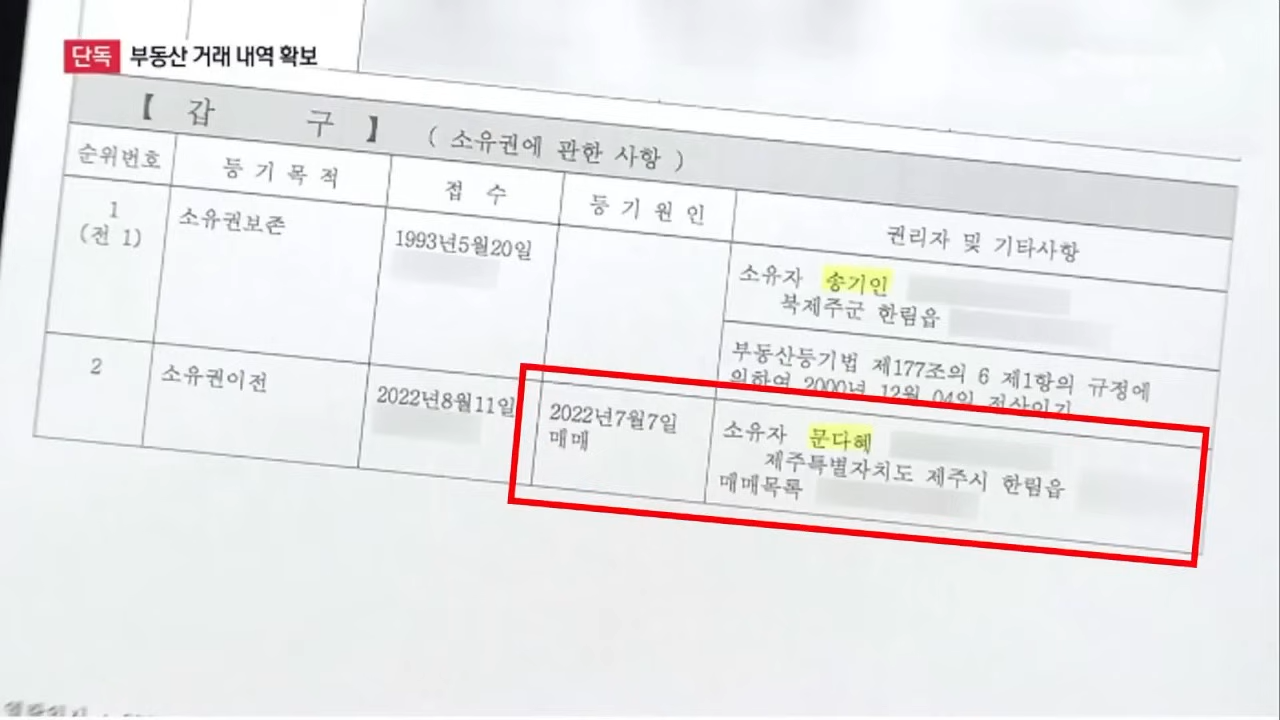 단독 부동산 거래 내역 확보
【 갑 구 】 ( 소유권에 관한 사항 )
순위번호 등 기 목 적 접 수 등 기 원 인 권리자 및 기타사항
1
(전 1)
소유권보존
1993년5월20일
소유자 송기인
북제주군 한림읍
부동산등기법 제177조의 6 제1항의 규정에
의하여 2000년 12월 04일 전산이기
2
소유권이전
2022년8월11일
2022년7월7일
매매
소유자 문다혜
제주특별자치도 제주시 한림읍
매매목록